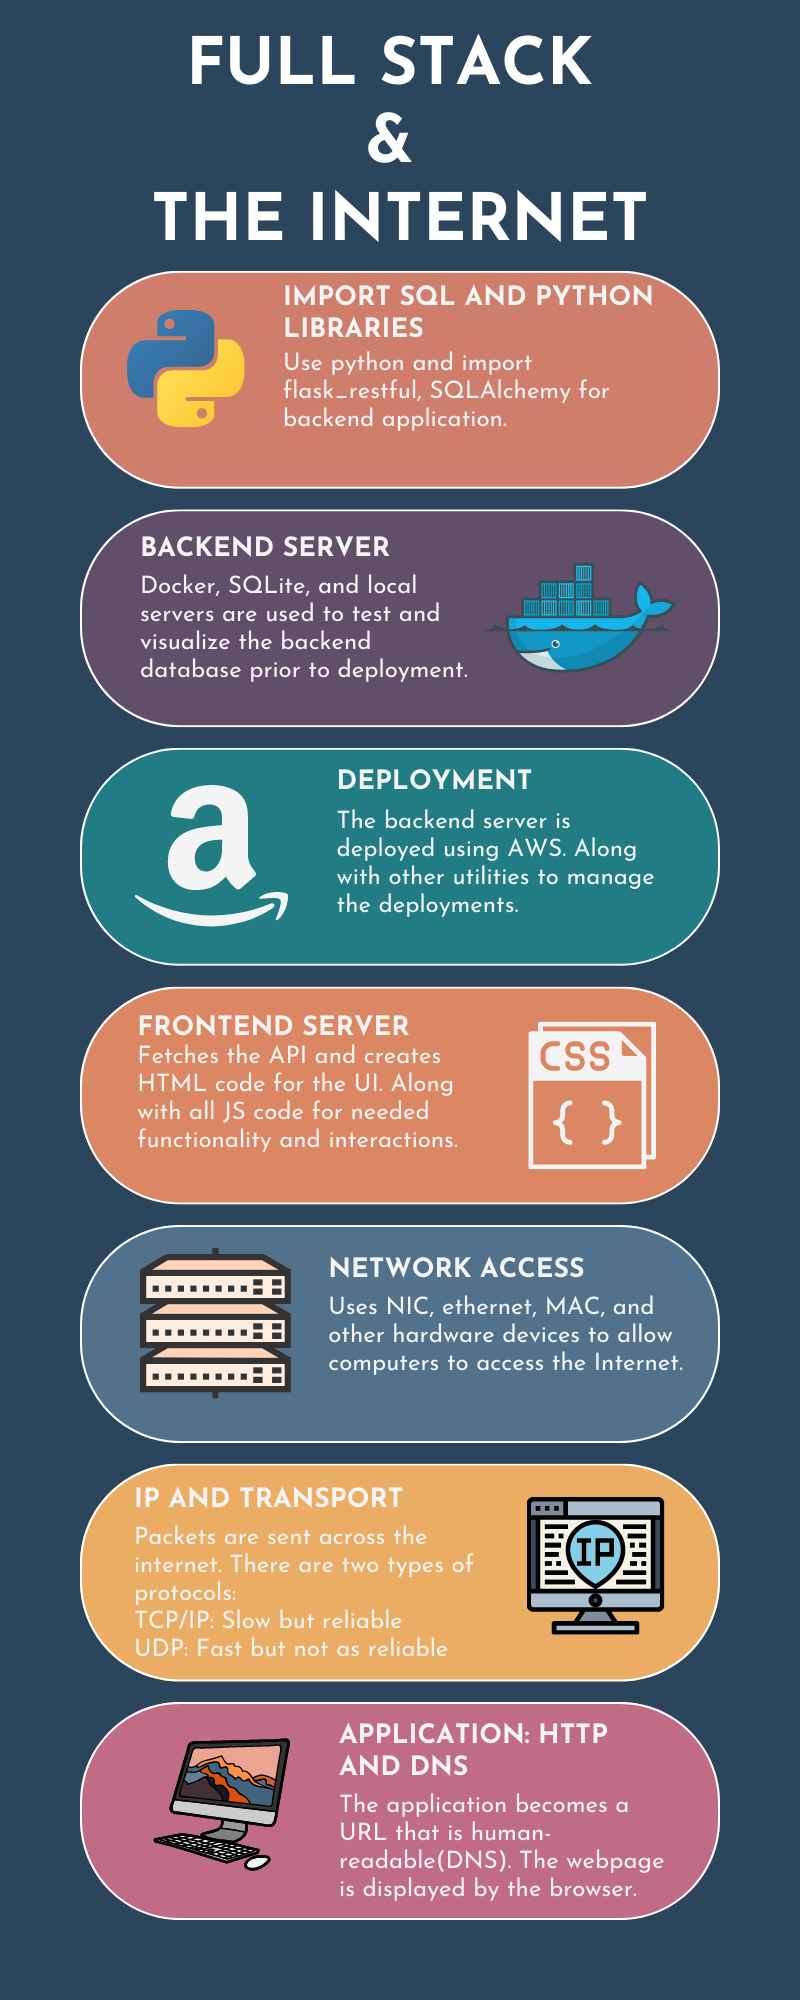 FULL STACK
&
THE INTERNET
IMPORT SQL AND PYTHON
LIBRARIES
Use python and import
flask_restful, SQLAlchemy for
backend application.
BACKEND SERVER
Docker, SQLite, and local
servers are used to test and
visualize the backend
database prior to deployment.
a
DEPLOYMENT
The backend server is
deployed using AWS. Along
with other utilities to manage
the deployments.
FRONTEND SERVER
Fetches the API and creates
HTML code for the UI. Along
with all JS code for needed
functionality and interactions.
CSS
{ }
NETWORK ACCESS
Uses NIC, ethernet, MAC, and
other hardware devices to allow
computers to access the Internet.
IP AND TRANSPORT
Packets are sent across the
internet. There are two types of
protocols:
TCP/IP: Slow but reliable
UDP: Fast but not as reliable
IP
APPLICATION: HTTP
AND DNS
The application becomes a
URL that is human-
readable(DNS). The webpage
is displayed by the browser.